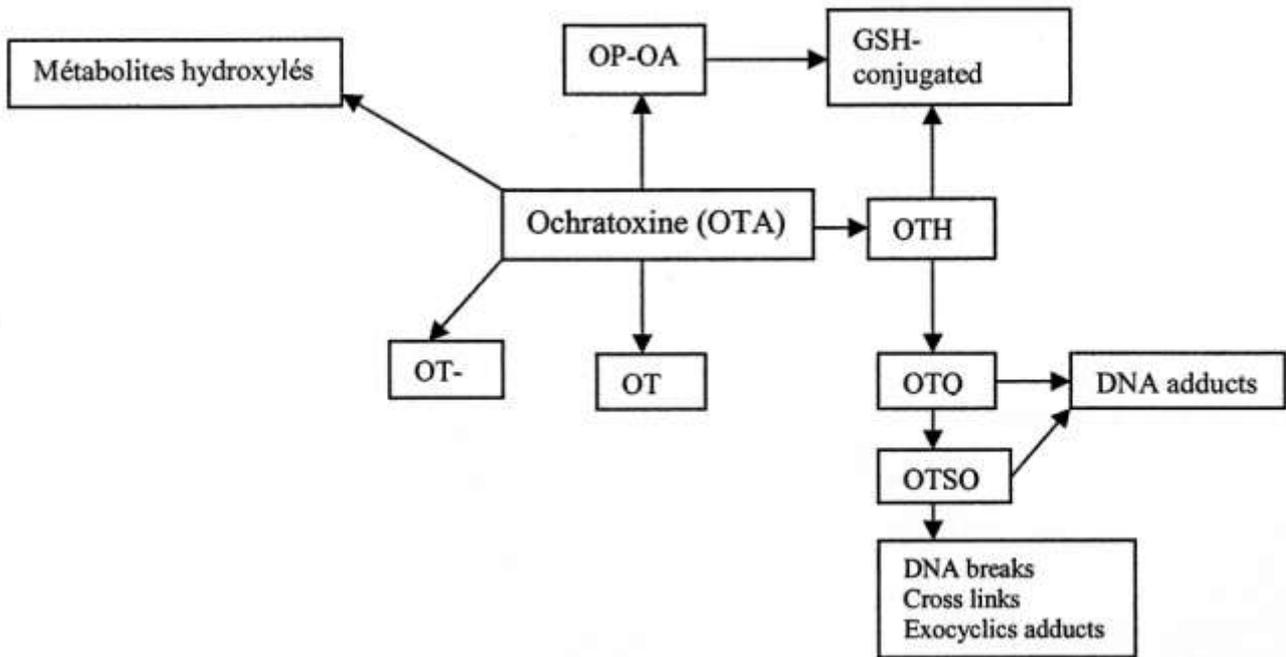 Métabolites hydroxylés
OP-OA
GSH-
conjugated
Ochratoxine (OTA)
OTH
OT-
OT
OTQ
DNA adducts
OTSO
DNA breaks
Cross links
Exocyclics adducts